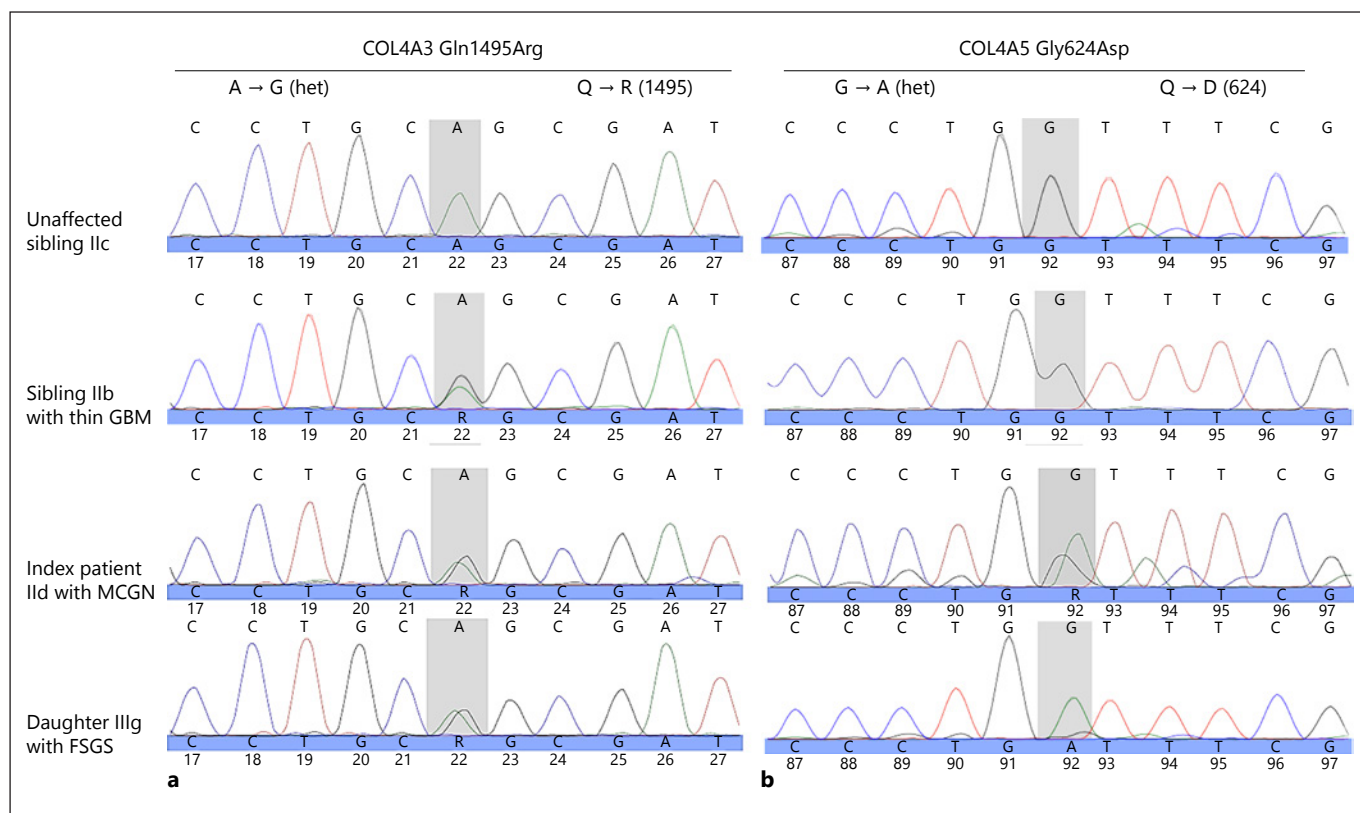 COL4A3 Gln1495Arg
A → G (het) Q → R (1495)
COL4A5 Gly624Asp
G → A (het) Q → D (624)
Unaffected
sibling IIc
C C T G C A G C G A T
C C T G C A G C G A T
17 18 19 20 21 22 23 24 25 26 27
C C C T G G T T T C G
C C C T G G T T T C G
87 88 89 90 91 92 93 94 95 96 97
Sibling IIb
with thin GBM
C C T G C A G C G A T
C C T G C R G C G A T
17 18 19 20 21 22 23 24 25 26 27
C C C T G G T T T C G
C C C T G G T T T C G
87 88 89 90 91 92 93 94 95 96 97
Index patient
IId with MCGN
C C T G C A G C G A T
C C T G C R G C G A T
17 18 19 20 21 22 23 24 25 26 27
C C C T G G T T T C G
C C C T G R T T T C G
87 88 89 90 91 92 93 94 95 96 97
Daughter IIIg
with FSGS
C C T G C A G C G A T
C C T G C R G C G A T
17 18 19 20 21 22 23 24 25 26 27
a
C C C T G G T T T C G
C C C T G A T T T C G
87 88 89 90 91 92 93 94 95 96 97
b